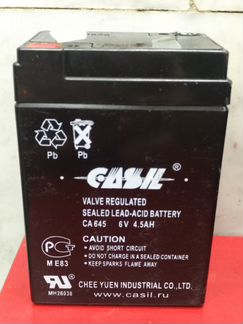 Pb Pb
CASIL ®
VALVE REGULATED
SEALED LEAD-ACID BATTERY
CA 645 6V 4.5AH
CAUTION
• AVOID SHORT CIRCUIT
• DO NOT CHARGE IN A SEALED CONTAINER
• KEEP SPARKS FLAME AWAY
M E83
MH26038
CHEE YUEN INDUSTRIAL CO.,LTD.
www.casil.ru